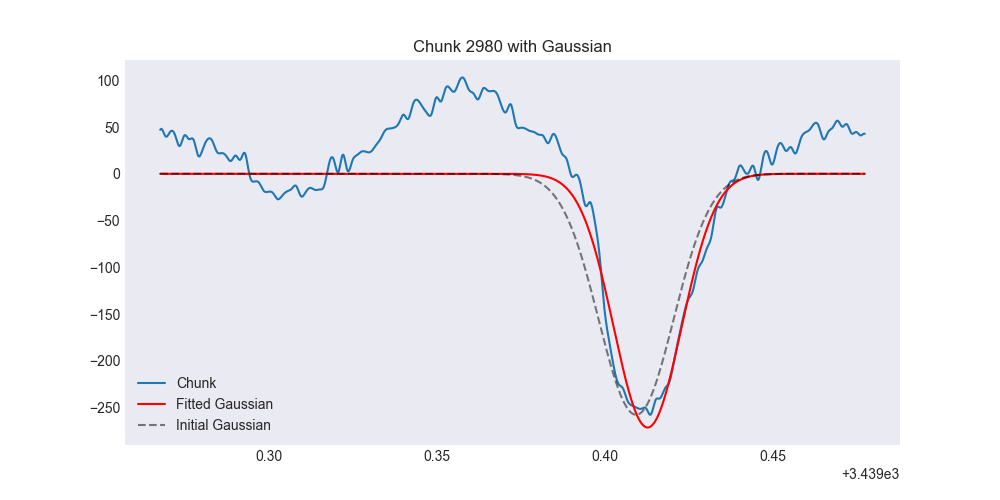 Chunk 2980 with Gaussian
100
50
0
−50
−100
−150
−200
−250
Chunk
Fitted Gaussian
Initial Gaussian
0.30 0.35 0.40 0.45
+3.439e3